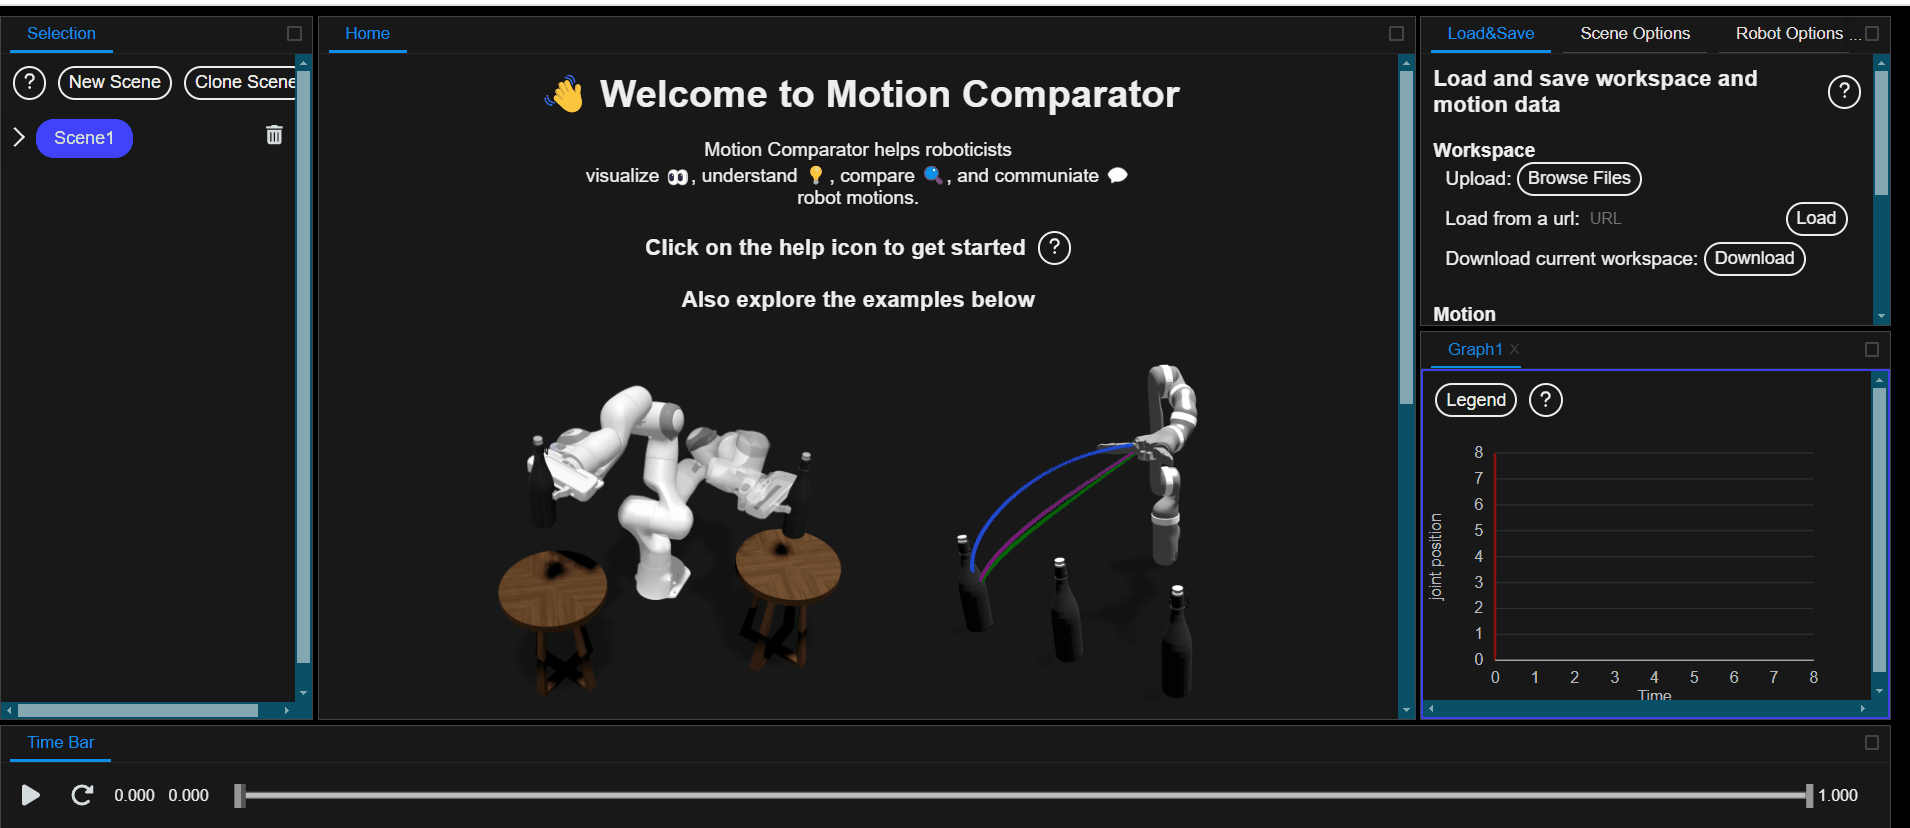 Selection
? New Scene Clone Scene
Scene1
Home
Welcome to Motion Comparator
Motion Comparator helps roboticists
visualize , understand , compare , and communiate
robot motions.
Click on the help icon to get started ?
Also explore the examples below
Load&Save Scene Options Robot Options ...
Load and save workspace and
motion data
?
Workspace
Upload: Browse Files
Load from a url: URL Load
Download current workspace: Download
Motion
Graph1 X
Legend ?
joint position
8
7
6
5
4
3
2
1
0
0 1 2 3 4 5 6 7 8
Time
Time Bar
0.000 0.000 1.000